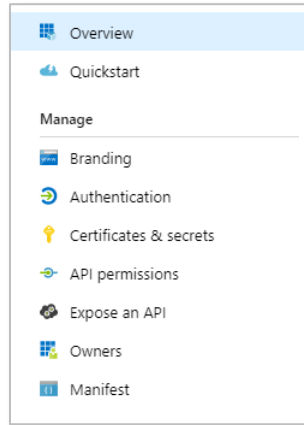 Overview
Quickstart
Manage
Branding
Authentication
Certificates & secrets
API permissions
Expose an API
Owners
Manifest